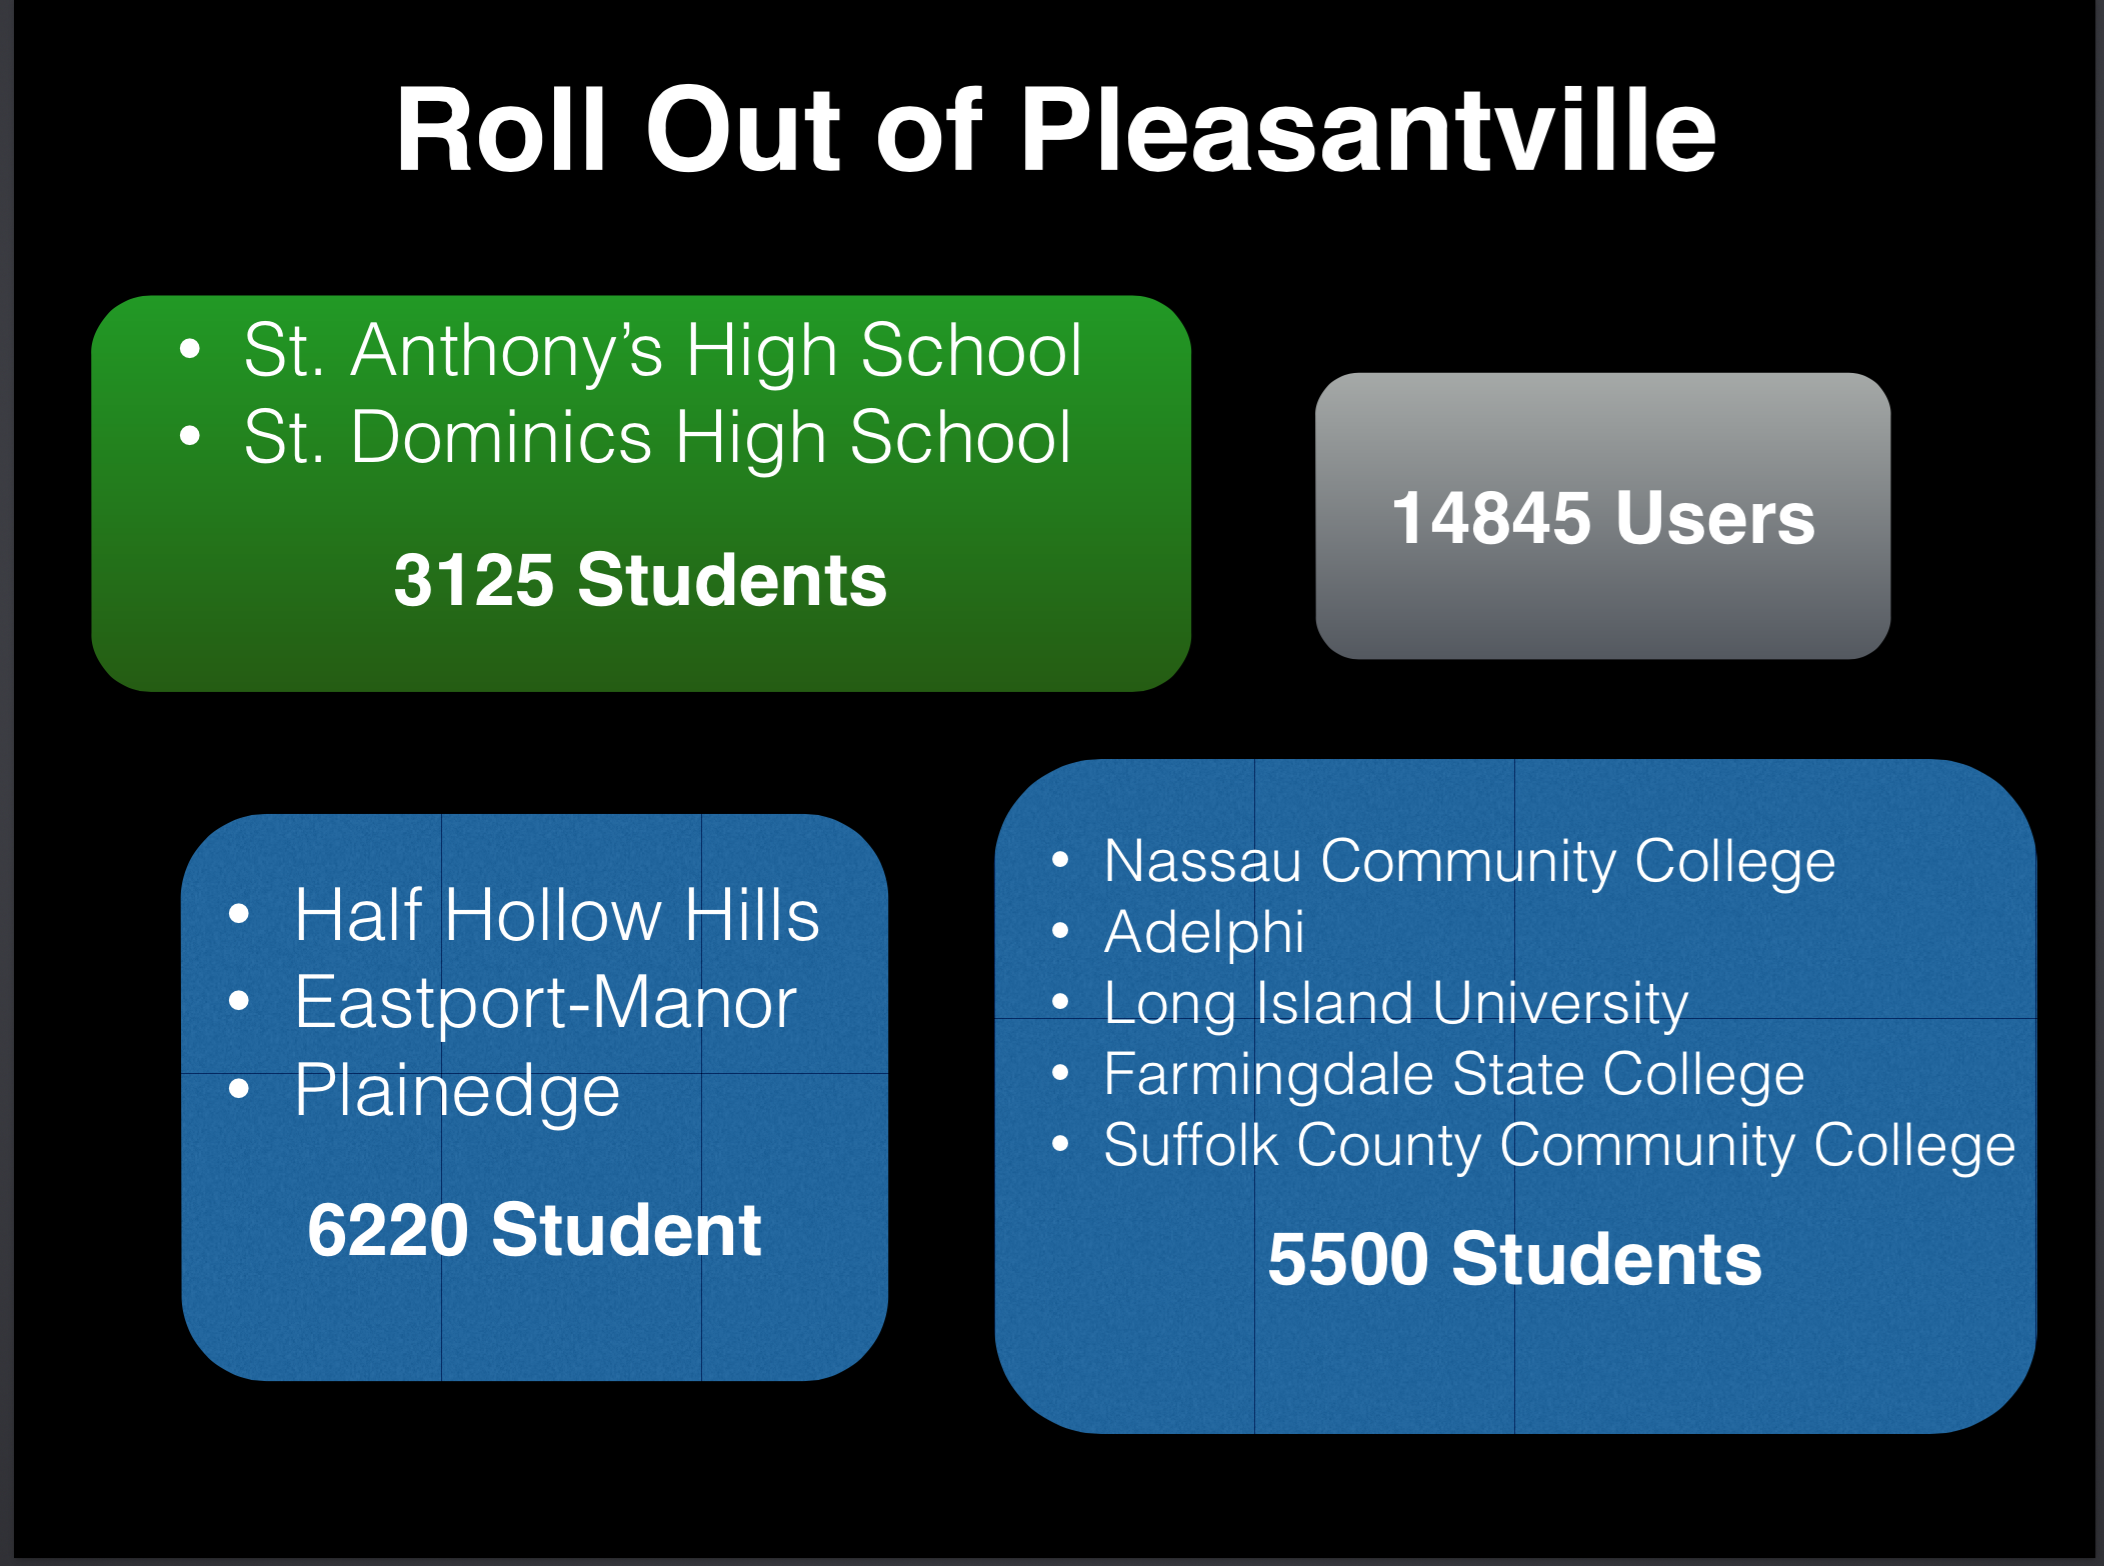 Roll Out of Pleasantville
• St. Anthony’s High School
• St. Dominics High School
3125 Students
14845 Users
• Half Hollow Hills
• Eastport-Manor
• Plainedge
6220 Student
• Nassau Community College
• Adelphi
• Long Island University
• Farmingdale State College
• Suffolk County Community College
5500 Students